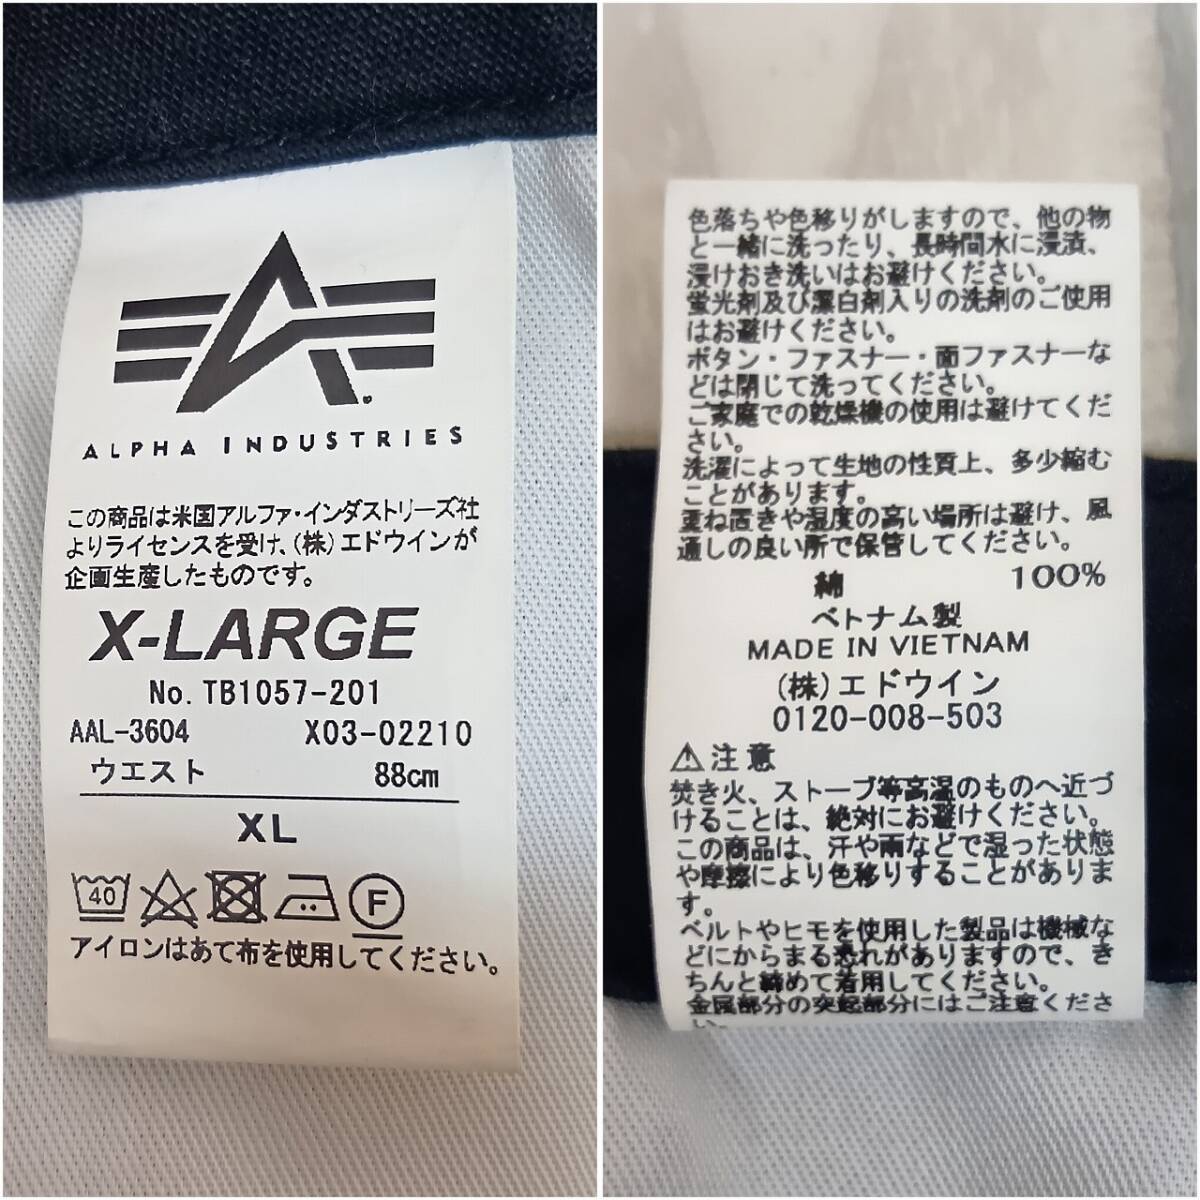 ALPHA INDUSTRIES
この商品は米国アルファ・インダストリーズ社
よりライセンスを受け、(株)エドウインが
企画生産したものです。
X-LARGE
No. TB1057-201
AAL-3604 X03-02210
ウエスト 88cm
XL
40 F
アイロンはあて布を使用してください。
色落ちや色移りがしますので、他の物
と一緒に洗ったり、長時間水に浸漬、
浸けおき洗いはお避けください。
蛍光剤及び漂白剤入りの洗剤のご使用
はお避けください。
ボタン・ファスナー・面ファスナーな
どは閉じて洗ってください。
ご家庭での乾燥機の使用は避けてくだ
さい。
洗濯によって生地の性質上、多少縮む
ことがあります。
重ね置きや湿度の高い場所は避け、風
通しの良い所で保管してください。
綿 100%
ベトナム製
MADE IN VIETNAM
(株)エドウイン
0120-008-503
⚠注意
焚き火、ストーブ等高温のものへ近づ
けることは、絶対にお避けください。
この商品は、汗や雨などで湿った状態
や摩擦により色移りすることがありま
す。
ベルトやヒモを使用した製品は機械な
どにからまる恐れがありますので、き
ちんと締めて着用してください。
金属部分の突起部分にはご注意くださ
い。